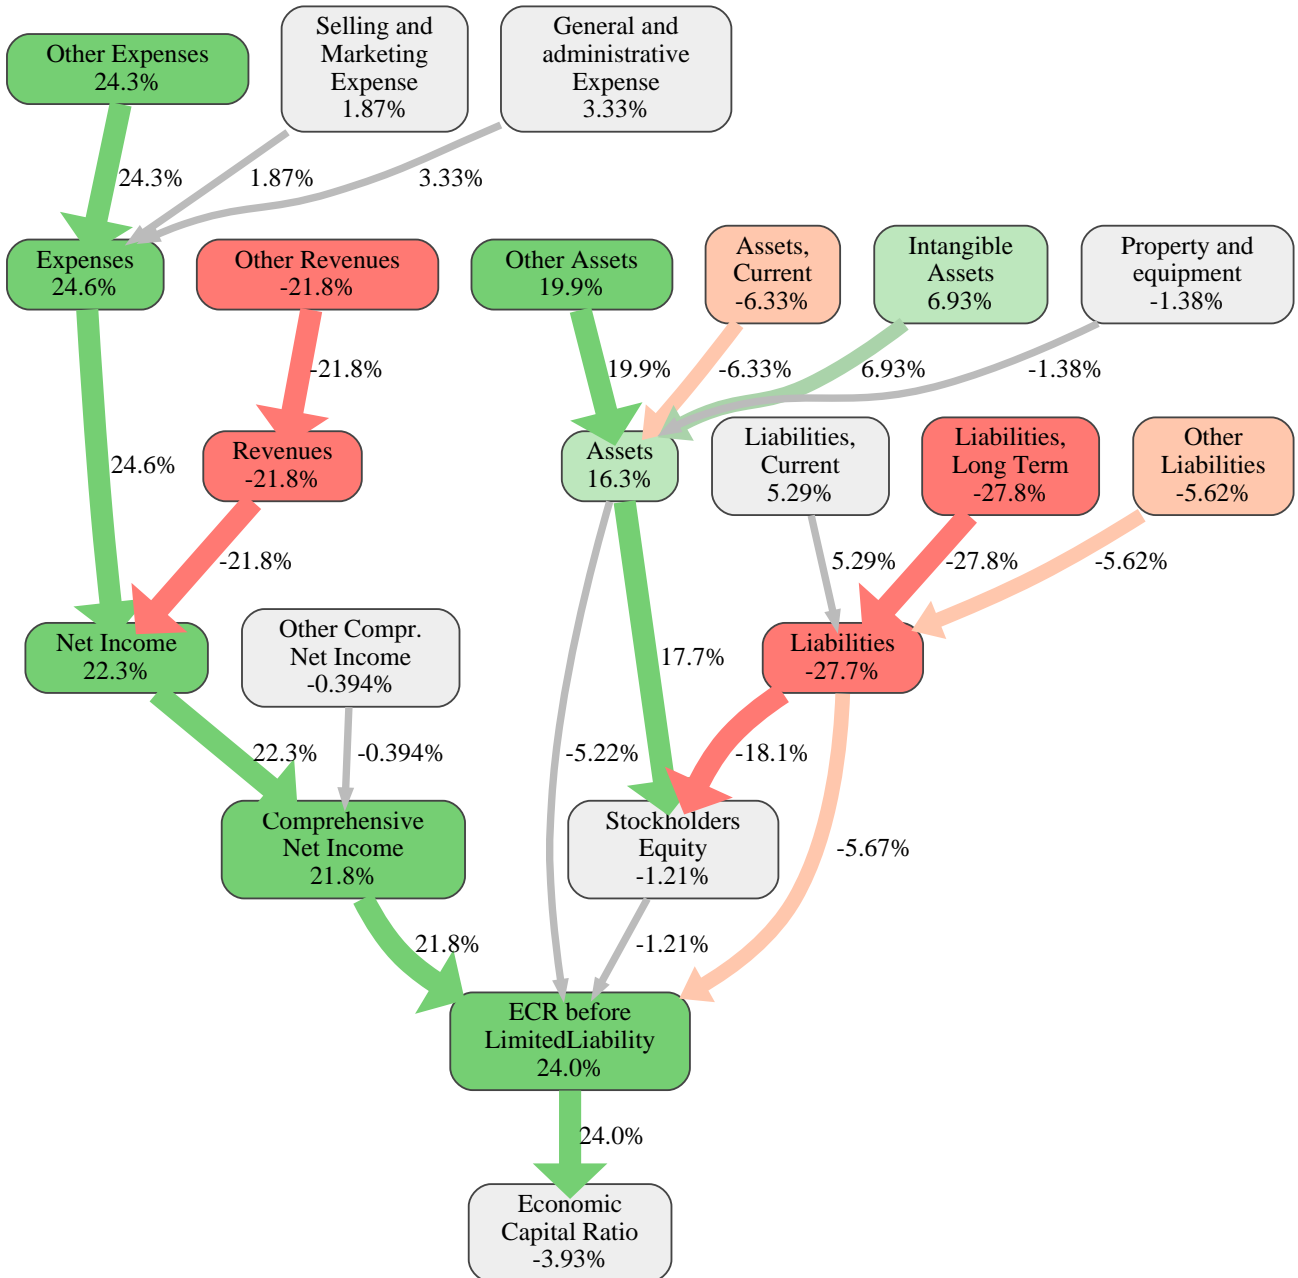 Other Expenses
24.3%
Selling and
Marketing
Expense
1.87%
General and
administrative
Expense
3.33%
24.3%
1.87%
3.33%
Expenses
24.6%
Other Revenues
-21.8%
Other Assets
19.9%
Assets,
Current
-6.33%
Intangible
Assets
6.93%
Property and
equipment
-1.38%
-21.8%
19.9%
-6.33%
6.93%
-1.38%
Revenues
-21.8%
Assets
16.3%
Liabilities,
Current
5.29%
Liabilities,
Long Term
-27.8%
Other
Liabilities
-5.62%
24.6%
-21.8%
5.29%
-27.8%
-5.62%
Net Income
22.3%
Other Compr.
Net Income
-0.394%
17.7%
Liabilities
-27.7%
22.3%
-0.394%
-5.22%
-18.1%
Comprehensive
Net Income
21.8%
Stockholders
Equity
-1.21%
-5.67%
21.8%
-1.21%
ECR before
LimitedLiability
24.0%
24.0%
Economic
Capital Ratio
-3.93%